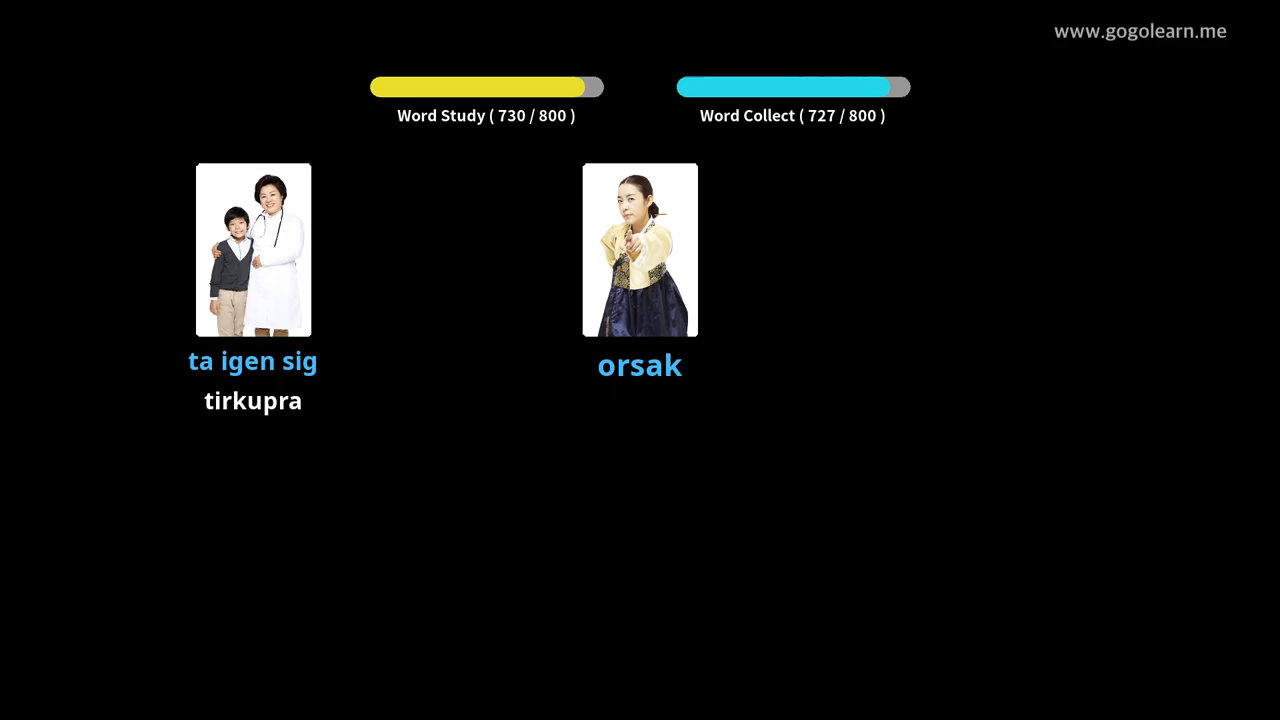 www.gogolearn.me
Word Study ( 730 / 800 )
Word Collect ( 727 / 800 )
ta igen sig
tirkupra
orsak